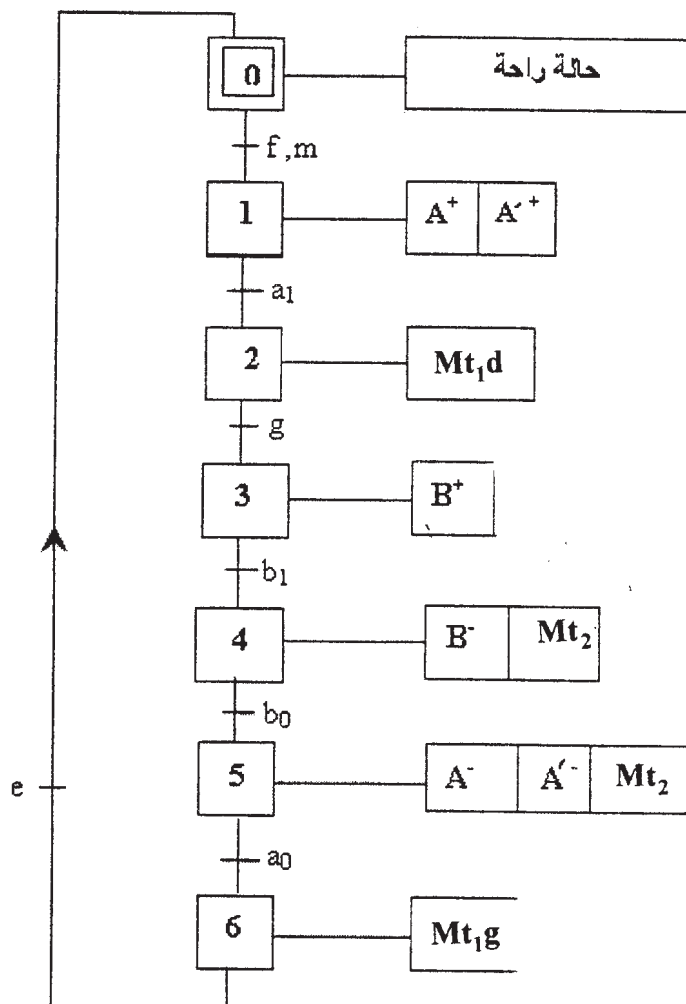 0 حالة راحة
f ,m
1 A⁺ A′⁺
a₁
2 Mt₁d
g
3 B⁺
b₁
4 B⁻ Mt₂
b₀
e 5 A⁻ A′⁻ Mt₂
a₀
6 Mt₁g